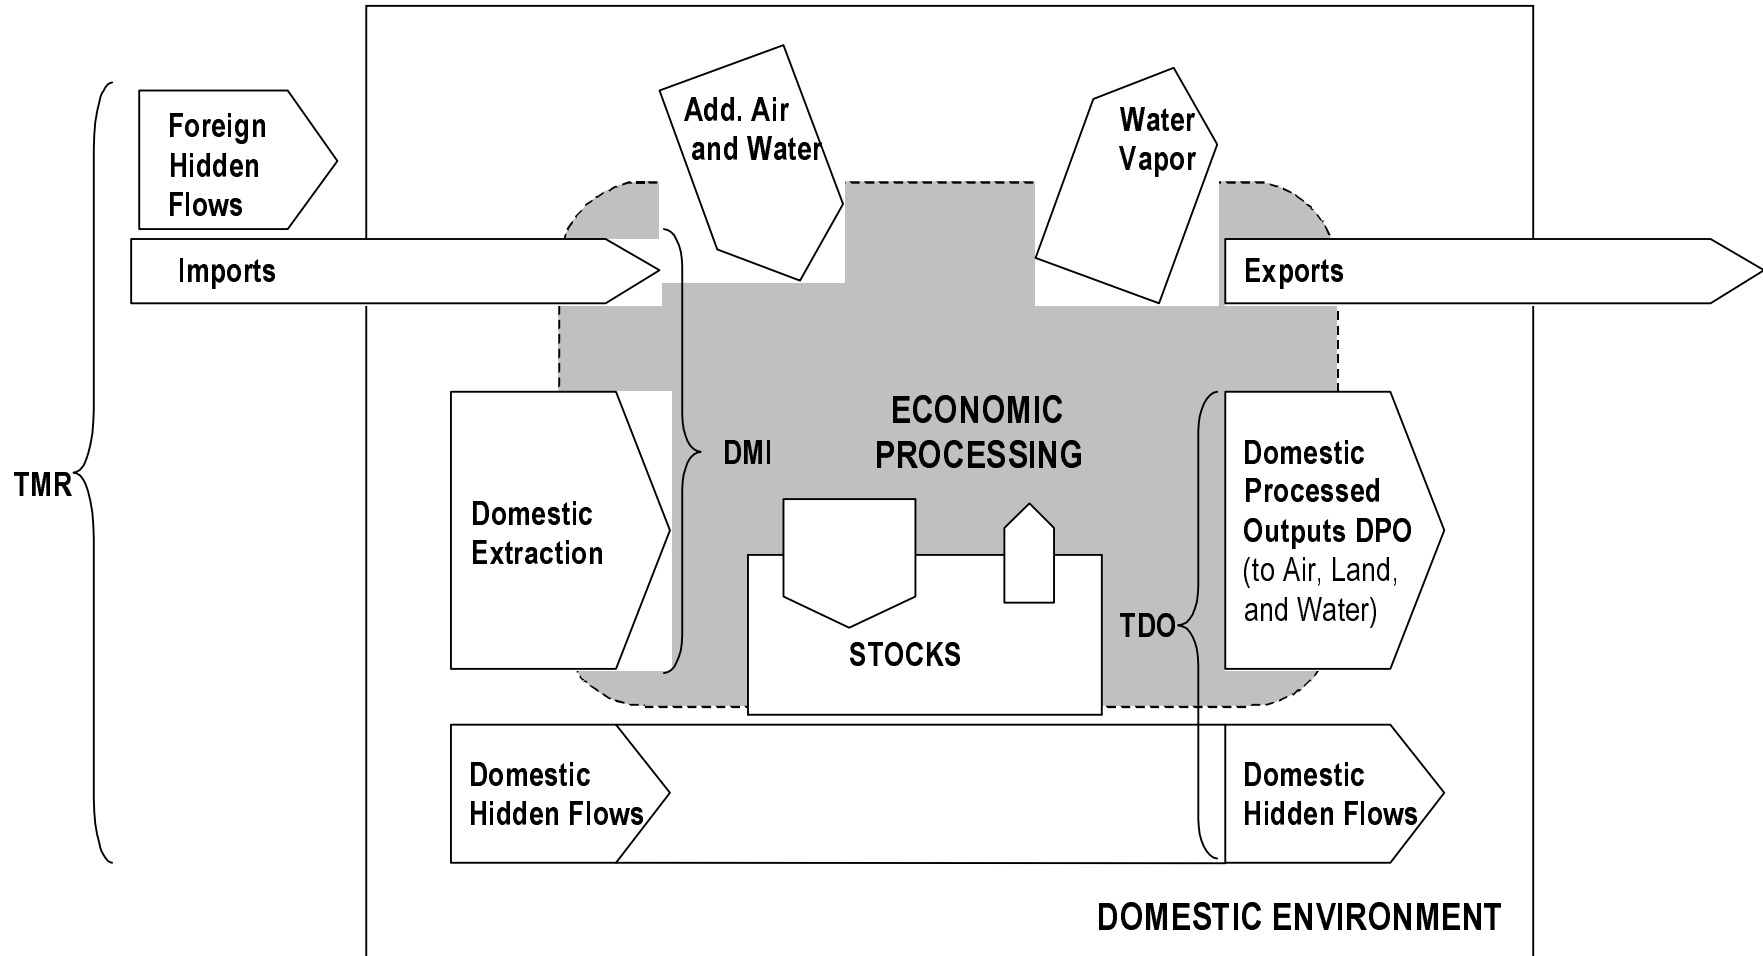 Foreign
Hidden
Flows
Add. Air
and Water
Water
Vapor
Imports
Exports
TMR
DMI
ECONOMIC
PROCESSING
Domestic
Extraction
Domestic
Processed
Outputs DPO
(to Air, Land,
and Water)
TDO
STOCKS
Domestic
Hidden Flows
Domestic
Hidden Flows
DOMESTIC ENVIRONMENT